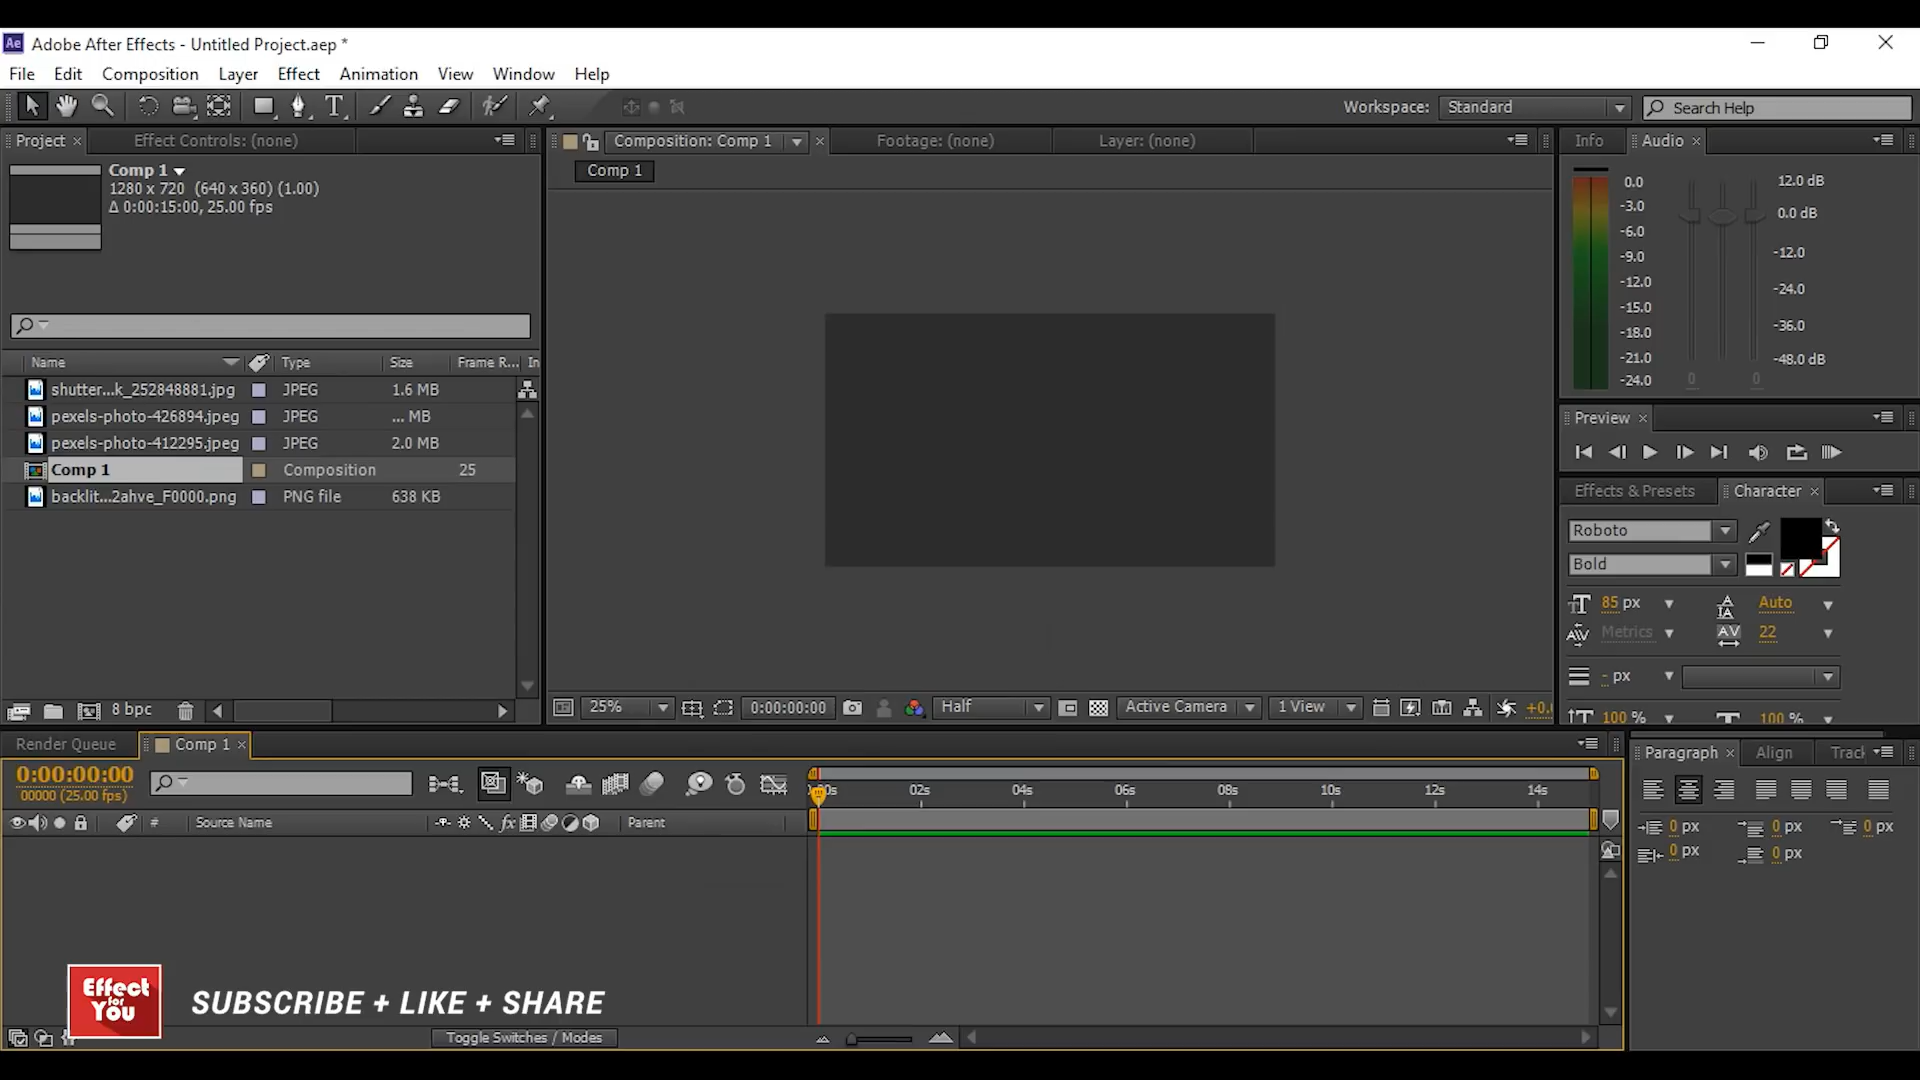 Ae Adobe After Effects - Untitled Project.aep *
File Edit Composition Layer Effect Animation View Window Help
T Workspace: Standard Search Help
Project Effect Controls: (none) Composition: Comp 1 Footage: (none) Layer: (none) Info Audio
Comp 1
1280 x 720 (640 x 360) (1.00)
Δ 0:00:15:00, 25.00 fps
Comp 1
0.0
-3.0
-6.0
-9.0
-12.0
-15.0
-18.0
-21.0
-24.0
0 0
12.0 dB
0.0 dB
-12.0
-24.0
-36.0
-48.0 dB
Name Type Size Frame R... In
shutter...k_252848881.jpg JPEG 1.6 MB
pexels-photo-426894.jpeg JPEG ... MB
pexels-photo-412295.jpeg JPEG 2.0 MB
Comp 1 Composition 25
backlit...2ahve_F0000.png PNG file 638 KB
Preview
Effects & Presets Character
Roboto
Bold
85 px Auto
Metrics 22
- px
100 % 100 %
8 bpc
25% 0:00:00:00 Half Active Camera 1 View +0.
Render Queue Comp 1
0:00:00:00
00000 (25.00 fps)
0s 02s 04s 06s 08s 10s 12s 14s
# Source Name fx Parent
Paragraph Align Track
0 px 0 px 0 px
0 px 0 px
Effect
for
You
SUBSCRIBE + LIKE + SHARE
Toggle Switches / Modes